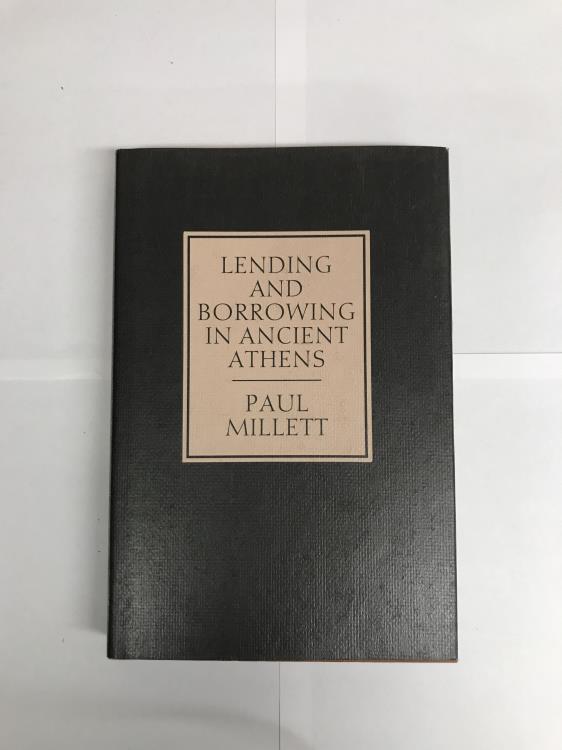 LENDING
AND
BORROWING
IN ANCIENT
ATHENS
PAUL
MILLETT